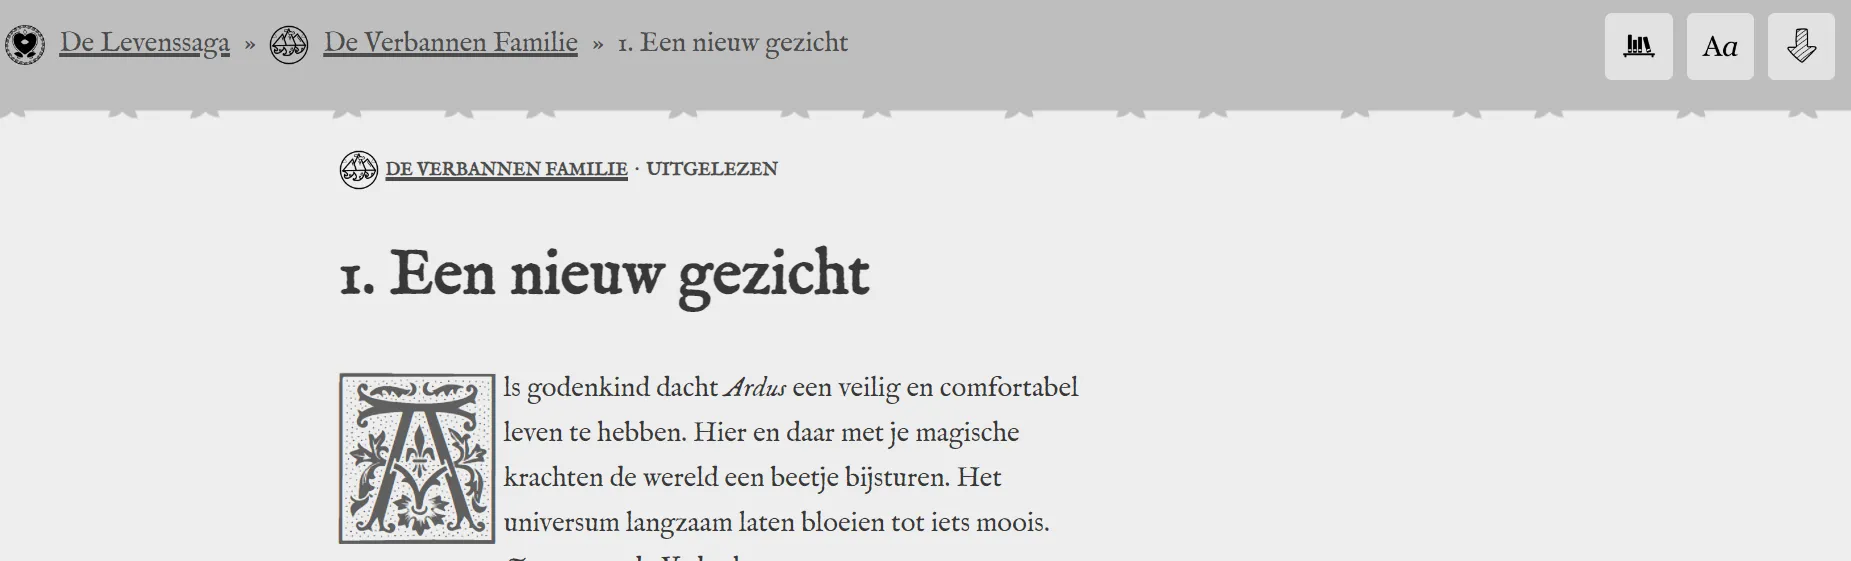 De Levenssaga » De Verbannen Familie » 1. Een nieuw gezicht
Aa
DE VERBANNEN FAMILIE · UITGELEZEN
1. Een nieuw gezicht
Als godenkind dacht Ardus een veilig en comfortabel
leven te hebben. Hier en daar met je magische
krachten de wereld een beetje bijsturen. Het
universum langzaam laten bloeien tot iets moois.